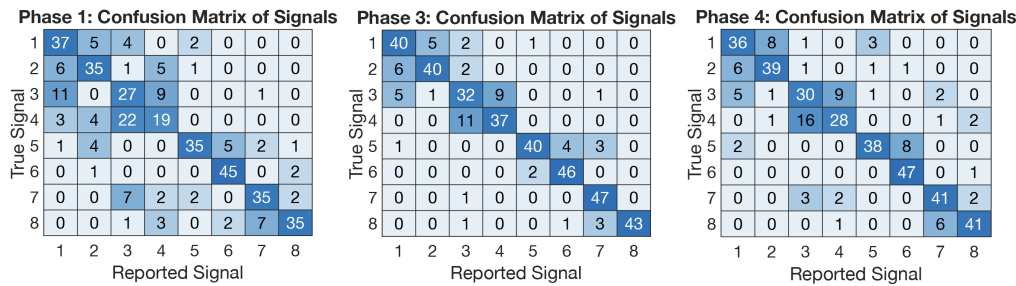 Phase 1: Confusion Matrix of Signals
True Signal
1 37 5 4 0 2 0 0 0
2 6 35 1 5 1 0 0 0
3 11 0 27 9 0 0 1 0
4 3 4 22 19 0 0 0 0
5 1 4 0 0 35 5 2 1
6 0 1 0 0 0 45 0 2
7 0 0 7 2 2 0 35 2
8 0 0 1 3 0 2 7 35
1 2 3 4 5 6 7 8
Reported Signal
Phase 3: Confusion Matrix of Signals
True Signal
1 40 5 2 0 1 0 0 0
2 6 40 2 0 0 0 0 0
3 5 1 32 9 0 0 1 0
4 0 0 11 37 0 0 0 0
5 1 0 0 0 40 4 3 0
6 0 0 0 0 2 46 0 0
7 0 0 1 0 0 0 47 0
8 0 0 1 0 0 1 3 43
1 2 3 4 5 6 7 8
Reported Signal
Phase 4: Confusion Matrix of Signals
True Signal
1 36 8 1 0 3 0 0 0
2 6 39 1 0 1 1 0 0
3 5 1 30 9 1 0 2 0
4 0 1 16 28 0 0 1 2
5 2 0 0 0 38 8 0 0
6 0 0 0 0 0 47 0 1
7 0 0 3 2 0 0 41 2
8 0 0 0 1 0 0 6 41
1 2 3 4 5 6 7 8
Reported Signal